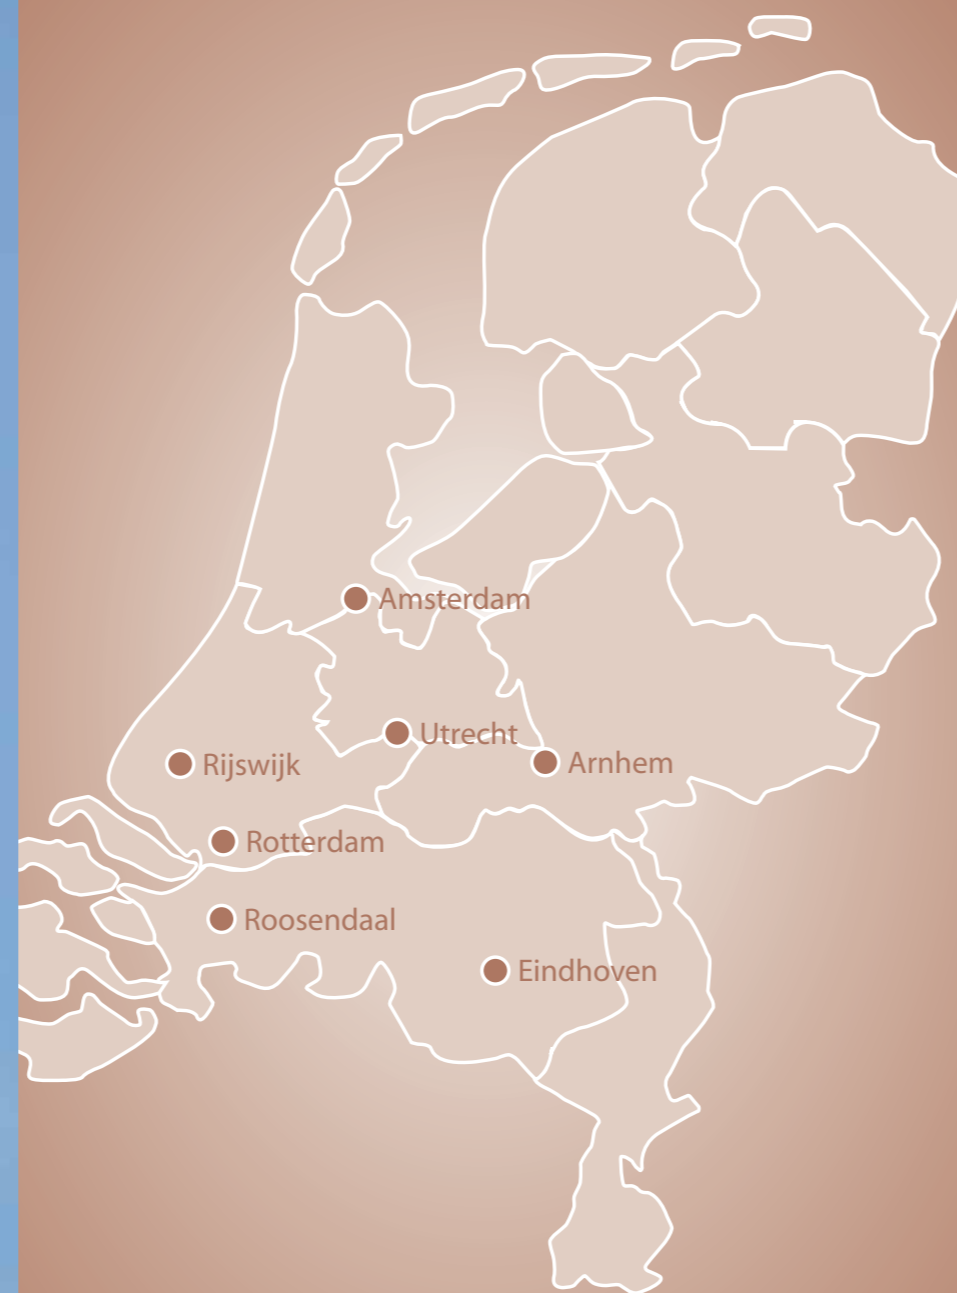 Amsterdam
Utrecht
Rijswijk
Arnhem
Rotterdam
Roosendaal
Eindhoven